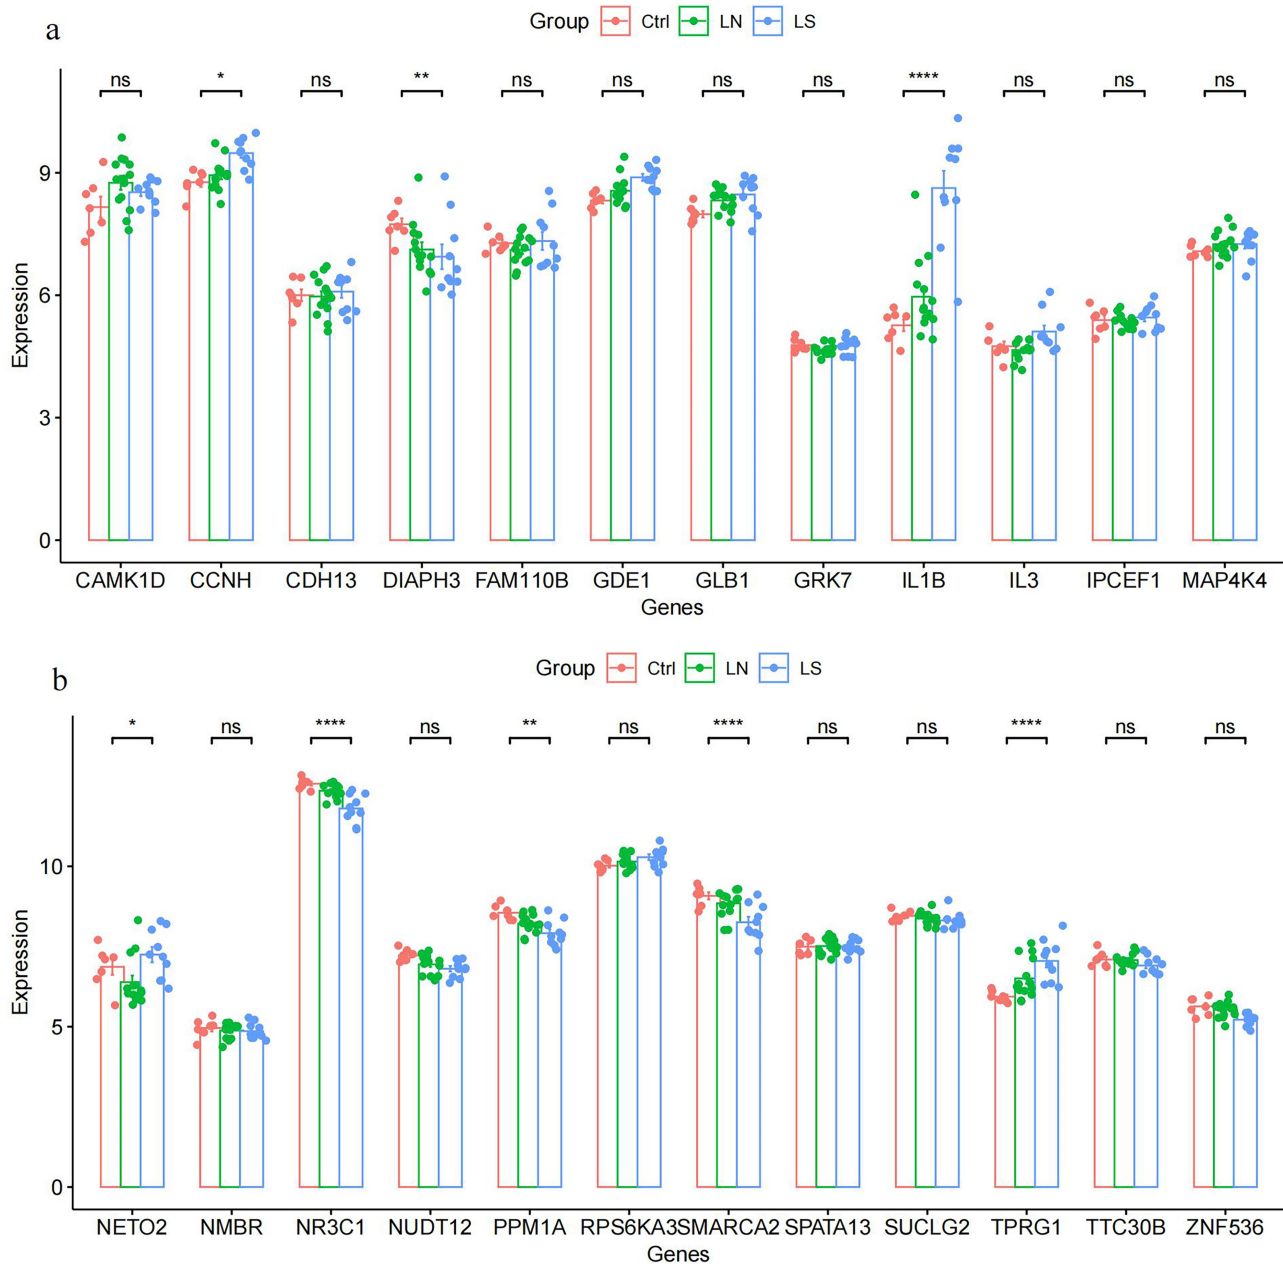 a
Group Ctrl LN LS
ns * ns ** ns ns ns ns **** ns ns ns
9
6
3
0
Expression
CAMK1D CCNH CDH13 DIAPH3 FAM110B GDE1 GLB1 GRK7 IL1B IL3 IPCEF1 MAP4K4
Genes
b
Group Ctrl LN LS
* ns **** ns ** ns **** ns ns **** ns ns
10
5
0
Expression
NETO2 NMBR NR3C1 NUDT12 PPM1A RPS6KA3 SMARCA2 SPATA13 SUCLG2 TPRG1 TTC30B ZNF536
Genes